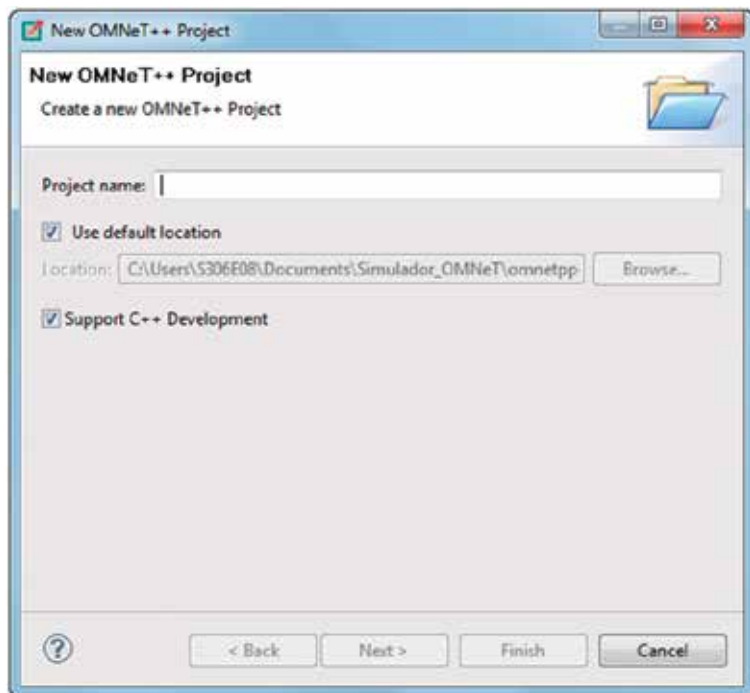 New OMNeT++ Project
New OMNeT++ Project
Create a new OMNeT++ Project
Project name:
Use default location
Location: C:\Users\S306E08\Documents\Simulador_OMNeT\omnetpp Browse...
Support C++ Development
? < Back Next > Finish Cancel